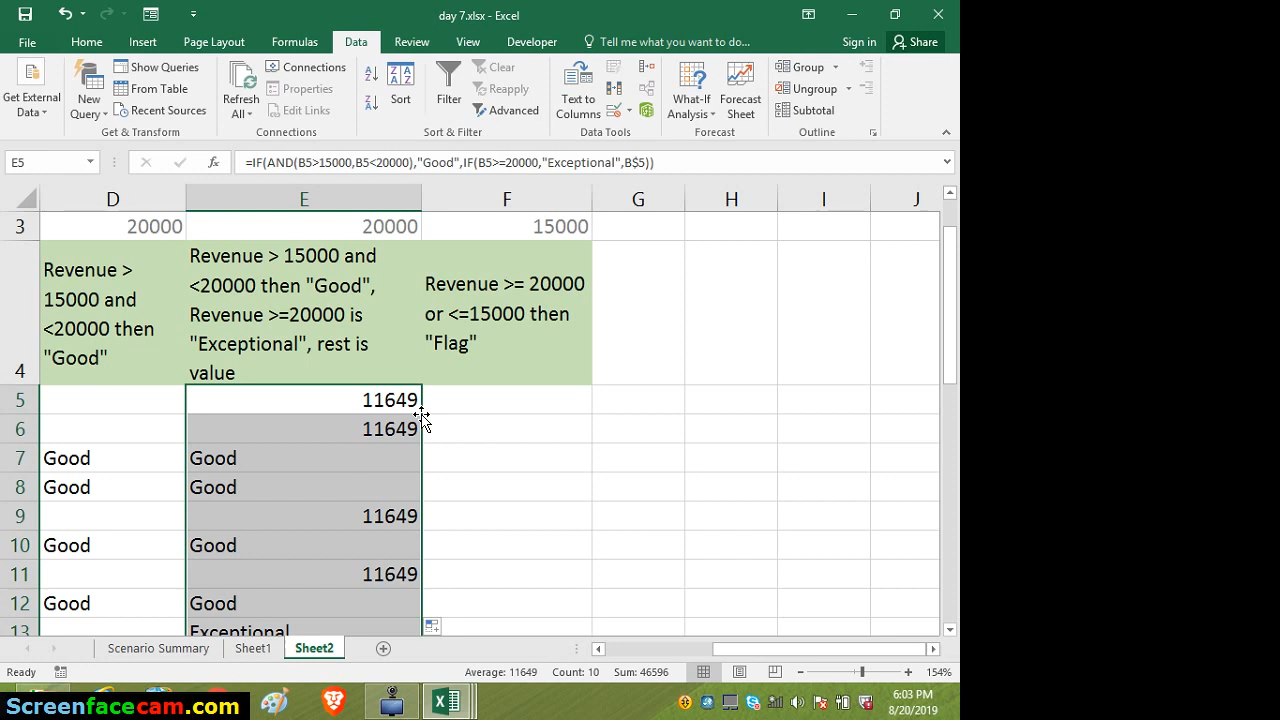 day 7.xlsx - Excel
File Home Insert Page Layout Formulas Data Review View Developer Tell me what you want to do... Sign in Share
Get External Data
New Query
Show Queries
From Table
Recent Sources
Get & Transform
Refresh All
Connections
Properties
Edit Links
Connections
Sort
Filter
Clear
Reapply
Advanced
Sort & Filter
Text to Columns
Data Tools
What-If Analysis
Forecast Sheet
Forecast
Group
Ungroup
Subtotal
Outline
E5 fx =IF(AND(B5>15000,B5<20000),"Good",IF(B5>=20000,"Exceptional",B$5))
D E F G H I J
3 20000 20000 15000
4
Revenue >
15000 and
<20000 then
"Good"
Revenue > 15000 and
<20000 then "Good",
Revenue >=20000 is
"Exceptional", rest is
value
Revenue >= 20000
or <=15000 then
"Flag"
5 11649
6 11649
7 Good Good
8 Good Good
9 11649
10 Good Good
11 11649
12 Good Good
13 Exceptional
Scenario Summary Sheet1 Sheet2
Ready Average: 11649 Count: 10 Sum: 46596 154%
Screenfacecam.com
6:03 PM
8/20/2019